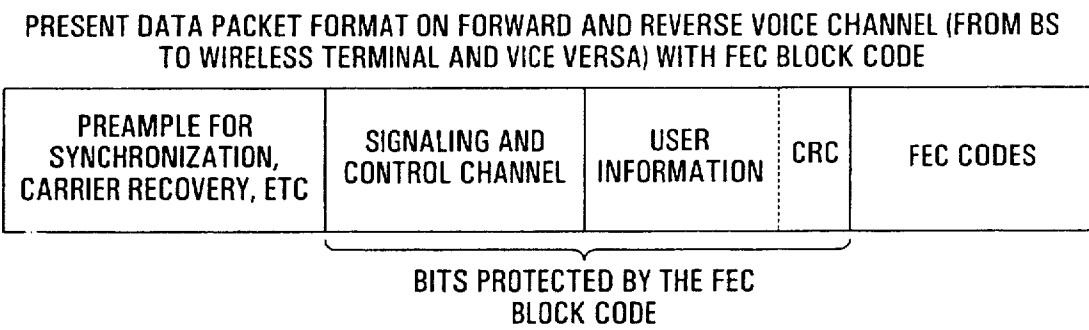 PRESENT DATA PACKET FORMAT ON FORWARD AND REVERSE VOICE CHANNEL (FROM BS
TO WIRELESS TERMINAL AND VICE VERSA) WITH FEC BLOCK CODE
PREAMPLE FOR
SYNCHRONIZATION,
CARRIER RECOVERY, ETC
SIGNALING AND
CONTROL CHANNEL
USER
INFORMATION
CRC
FEC CODES
BITS PROTECTED BY THE FEC
BLOCK CODE